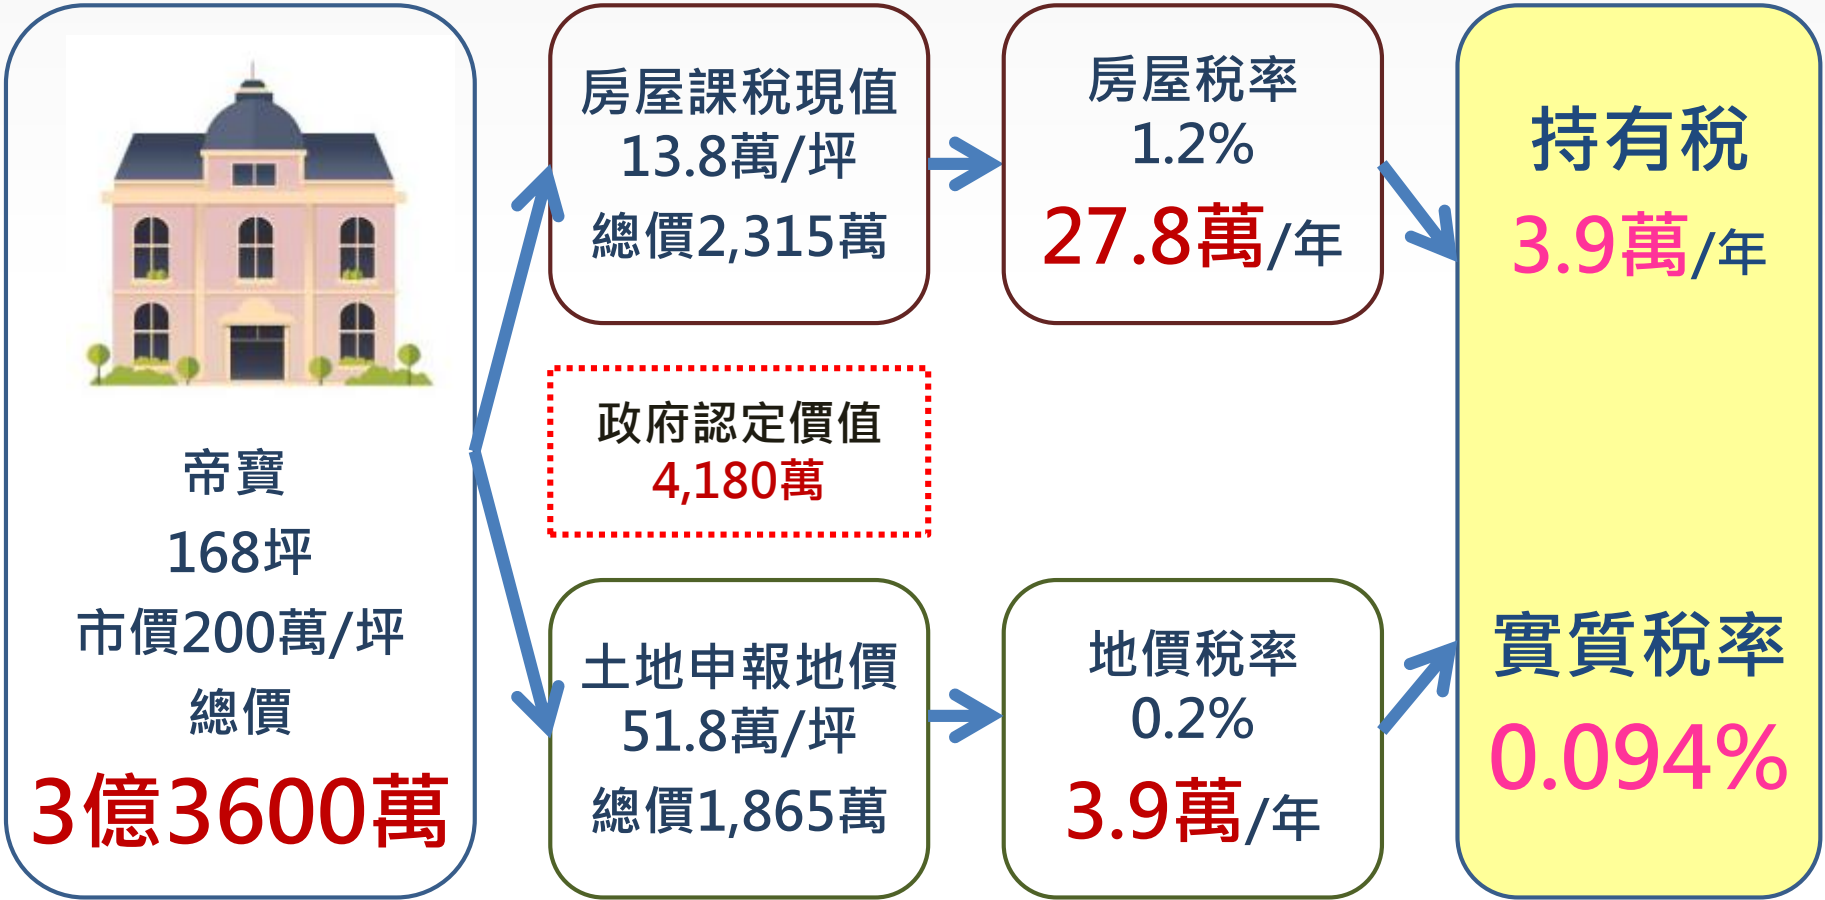 帝寶
168坪
市價200萬/坪
總價
3億3600萬
房屋課稅現值
13.8萬/坪
總價2,315萬
房屋稅率
1.2%
27.8萬/年
政府認定價值
4,180萬
土地申報地價
51.8萬/坪
總價1,865萬
地價稅率
0.2%
3.9萬/年
持有稅
3.9萬/年
實質稅率
0.094%